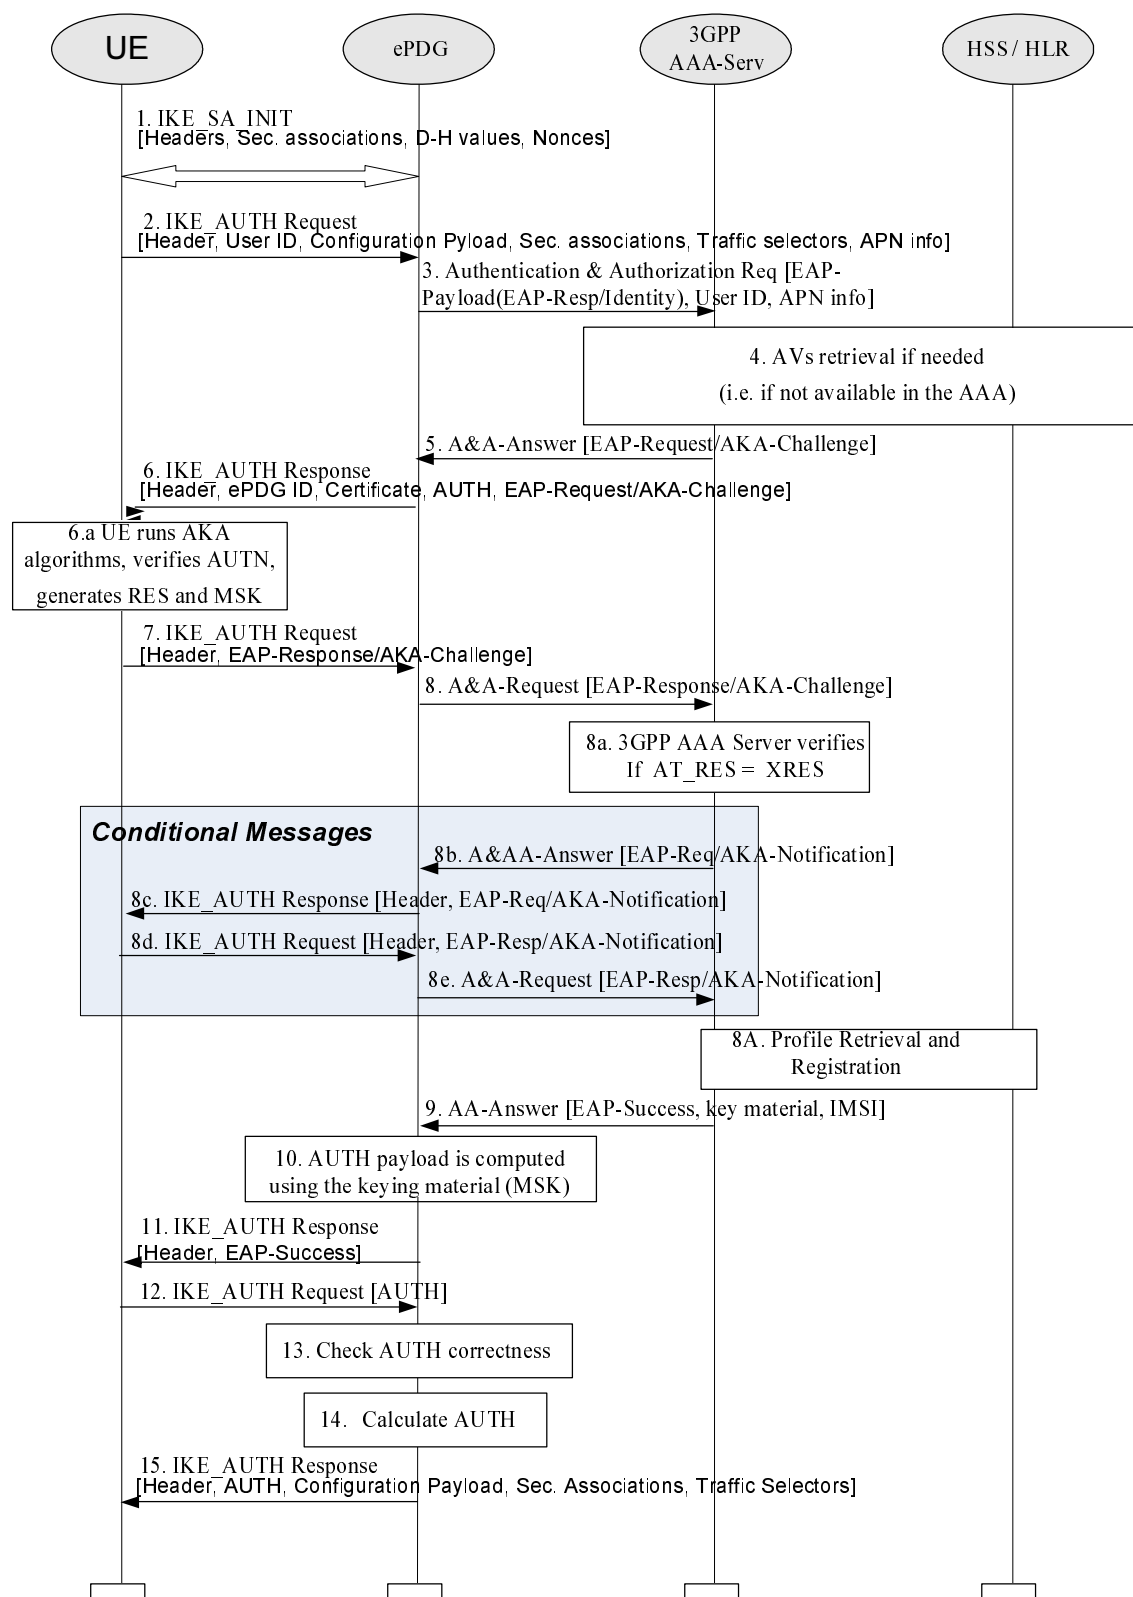 UE
ePDG
3GPP
AAA-Serv
HSS / HLR
1. IKE_SA_INIT
[Headers, Sec. associations, D-H values, Nonces]
2. IKE_AUTH Request
[Header, User ID, Configuration Pyload, Sec. associations, Traffic selectors, APN info]
3. Authentication & Authorization Req [EAP-
Payload(EAP-Resp/Identity), User ID, APN info]
4. AVs retrieval if needed
(i.e. if not available in the AAA)
5. A&A-Answer [EAP-Request/AKA-Challenge]
6. IKE_AUTH Response
[Header, ePDG ID, Certificate, AUTH, EAP-Request/AKA-Challenge]
6.a UE runs AKA
algorithms, verifies AUTN,
generates RES and MSK
7. IKE_AUTH Request
[Header, EAP-Response/AKA-Challenge]
8. A&A-Request [EAP-Response/AKA-Challenge]
8a. 3GPP AAA Server verifies
If AT_RES = XRES
Conditional Messages
8b. A&AA-Answer [EAP-Req/AKA-Notification]
8c. IKE_AUTH Response [Header, EAP-Req/AKA-Notification]
8d. IKE_AUTH Request [Header, EAP-Resp/AKA-Notification]
8e. A&A-Request [EAP-Resp/AKA-Notification]
8A. Profile Retrieval and
Registration
9. AA-Answer [EAP-Success, key material, IMSI]
10. AUTH payload is computed
using the keying material (MSK)
11. IKE_AUTH Response
[Header, EAP-Success]
12. IKE_AUTH Request [AUTH]
13. Check AUTH correctness
14. Calculate AUTH
15. IKE_AUTH Response
[Header, AUTH, Configuration Payload, Sec. Associations, Traffic Selectors]